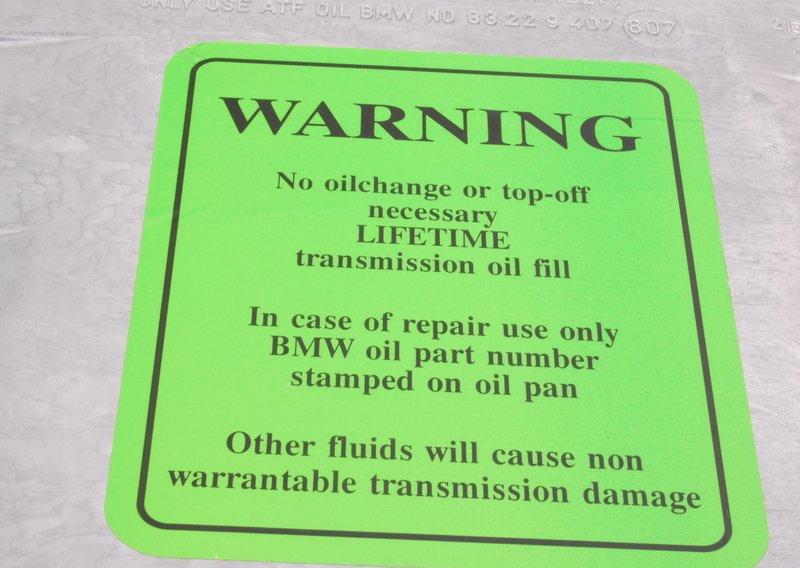 ONLY USE ATF OIL BMW NO 83 22 9 407 807
WARNING
No oilchange or top-off
necessary
LIFETIME
transmission oil fill
In case of repair use only
BMW oil part number
stamped on oil pan
Other fluids will cause non
warrantable transmission damage